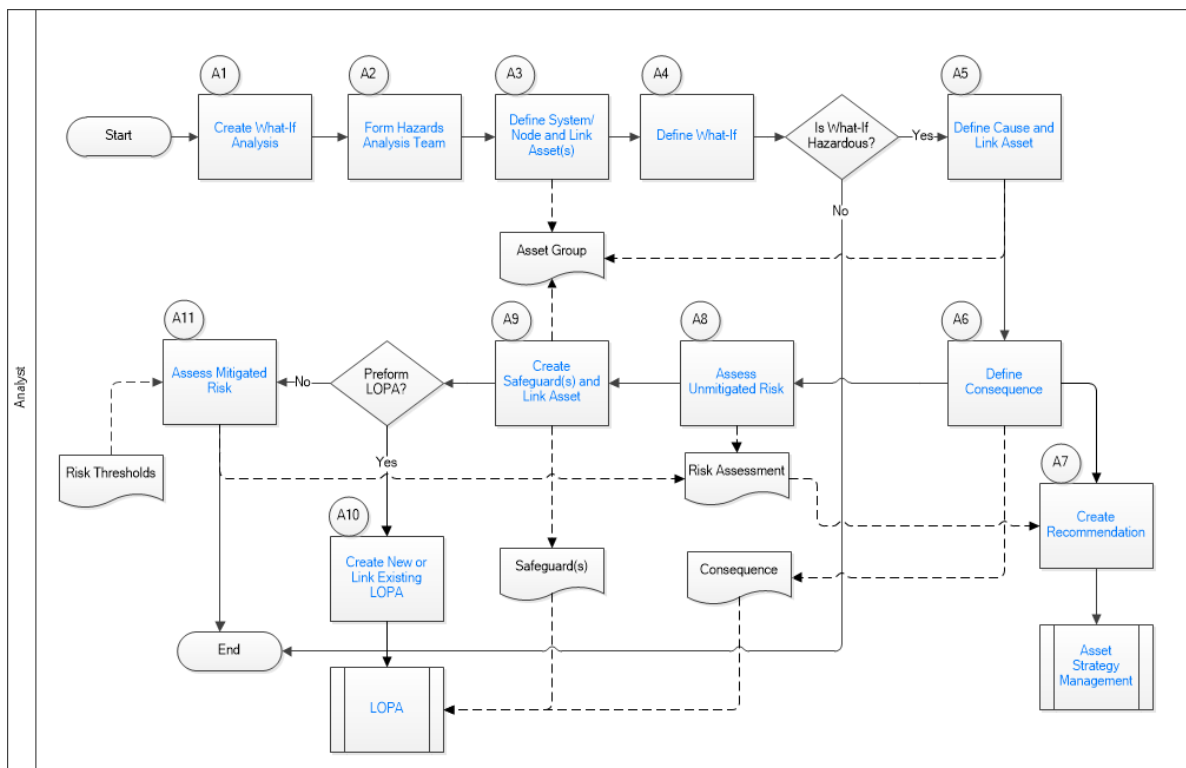 A1
A2
A3
A4
A5
Start
Create What-If
Analysis
Form Hazards
Analysis Team
Define System/
Node and Link
Asset(s)
Define What-If
Is What-If
Hazardous?
Yes
Define Cause and
Link Asset
No
Asset Group
A11
A9
A8
A6
Assess Mitigated
Risk
No
Preform
LOPA?
Create
Safeguard(s) and
Link Asset
Assess
Unmitigated Risk
Define
Consequence
Analyst
Risk Thresholds
Yes
Risk Assessment
A7
Create
Recommendation
A10
Create New or
Link Existing
LOPA
Safeguard(s)
Consequence
End
LOPA
Asset
Strategy
Management